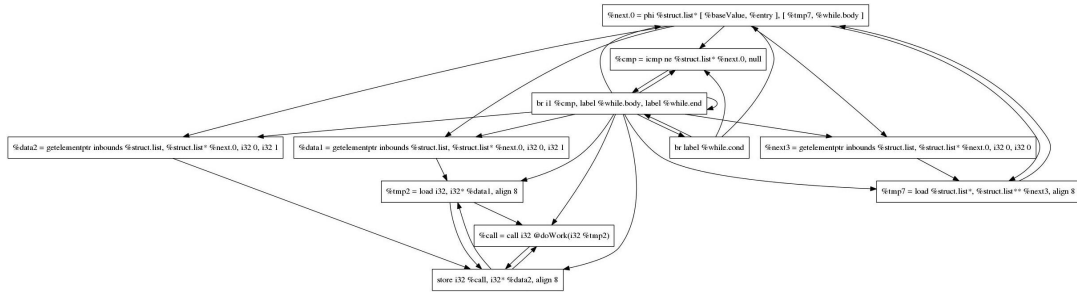 %next.0 = phi %struct.list* [ %baseValue, %entry ], [ %tmp7, %while.body ]
%cmp = icmp ne %struct.list* %next.0, null
br i1 %cmp, label %while.body, label %while.end
%data2 = getelementptr inbounds %struct.list, %struct.list* %next.0, i32 0, i32 1
%data1 = getelementptr inbounds %struct.list, %struct.list* %next.0, i32 0, i32 1
br label %while.cond
%next3 = getelementptr inbounds %struct.list, %struct.list* %next.0, i32 0, i32 0
%tmp2 = load i32, i32* %data1, align 8
%tmp7 = load %struct.list*, %struct.list** %next3, align 8
%call = call i32 @doWork(i32 %tmp2)
store i32 %call, i32* %data2, align 8